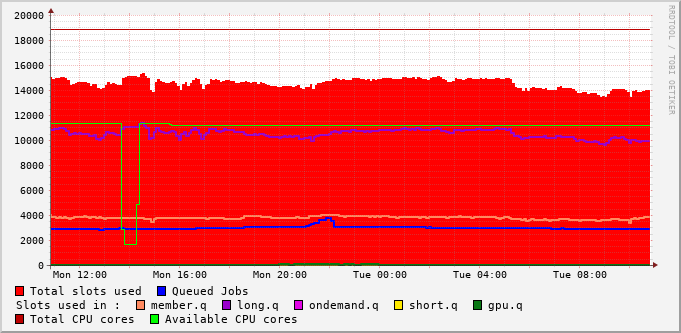 20000
18000
16000
14000
12000
10000
8000
6000
4000
2000
0
Mon 12:00 Mon 16:00 Mon 20:00 Tue 00:00 Tue 04:00 Tue 08:00
RRDTOOL / TOBI OETIKER
Total slots used Queued Jobs
Slots used in : member.q long.q ondemand.q short.q gpu.q
Total CPU cores Available CPU cores